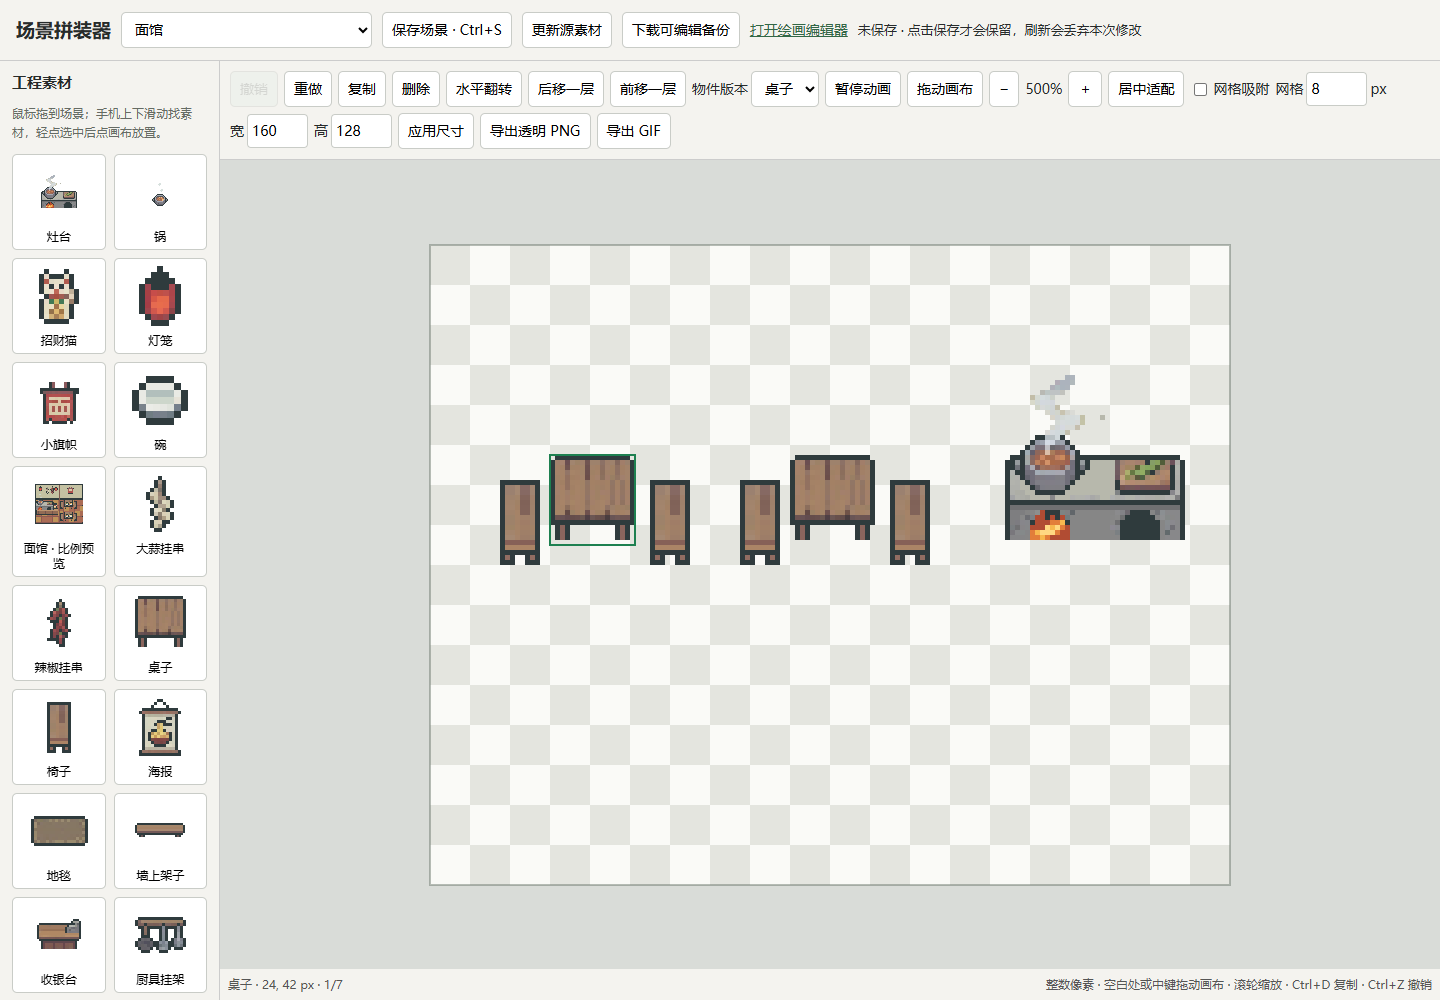 场景拼装器 面馆 保存场景 · Ctrl+S 更新源素材 下载可编辑备份 打开绘画编辑器 未保存 · 点击保存才会保留，刷新会丢弃本次修改
工程素材
鼠标拖到场景；手机上下滑动找素
材，轻点选中后点画布放置。
撤销 重做 复制 删除 水平翻转 后移一层 前移一层 物件版本 桌子 暂停动画 拖动画布 − 500% + 居中适配 网格吸附 网格 8 px
宽 160 高 128 应用尺寸 导出透明 PNG 导出 GIF
灶台 锅
招财猫 灯笼
小旗帜 碗
面馆 · 比例预
览
大蒜挂串
辣椒挂串 桌子
椅子 海报
地毯 墙上架子
收银台 厨具挂架
桌子 · 24, 42 px · 1/7
整数像素 · 空白处或中键拖动画布 · 滚轮缩放 · Ctrl+D 复制 · Ctrl+Z 撤销